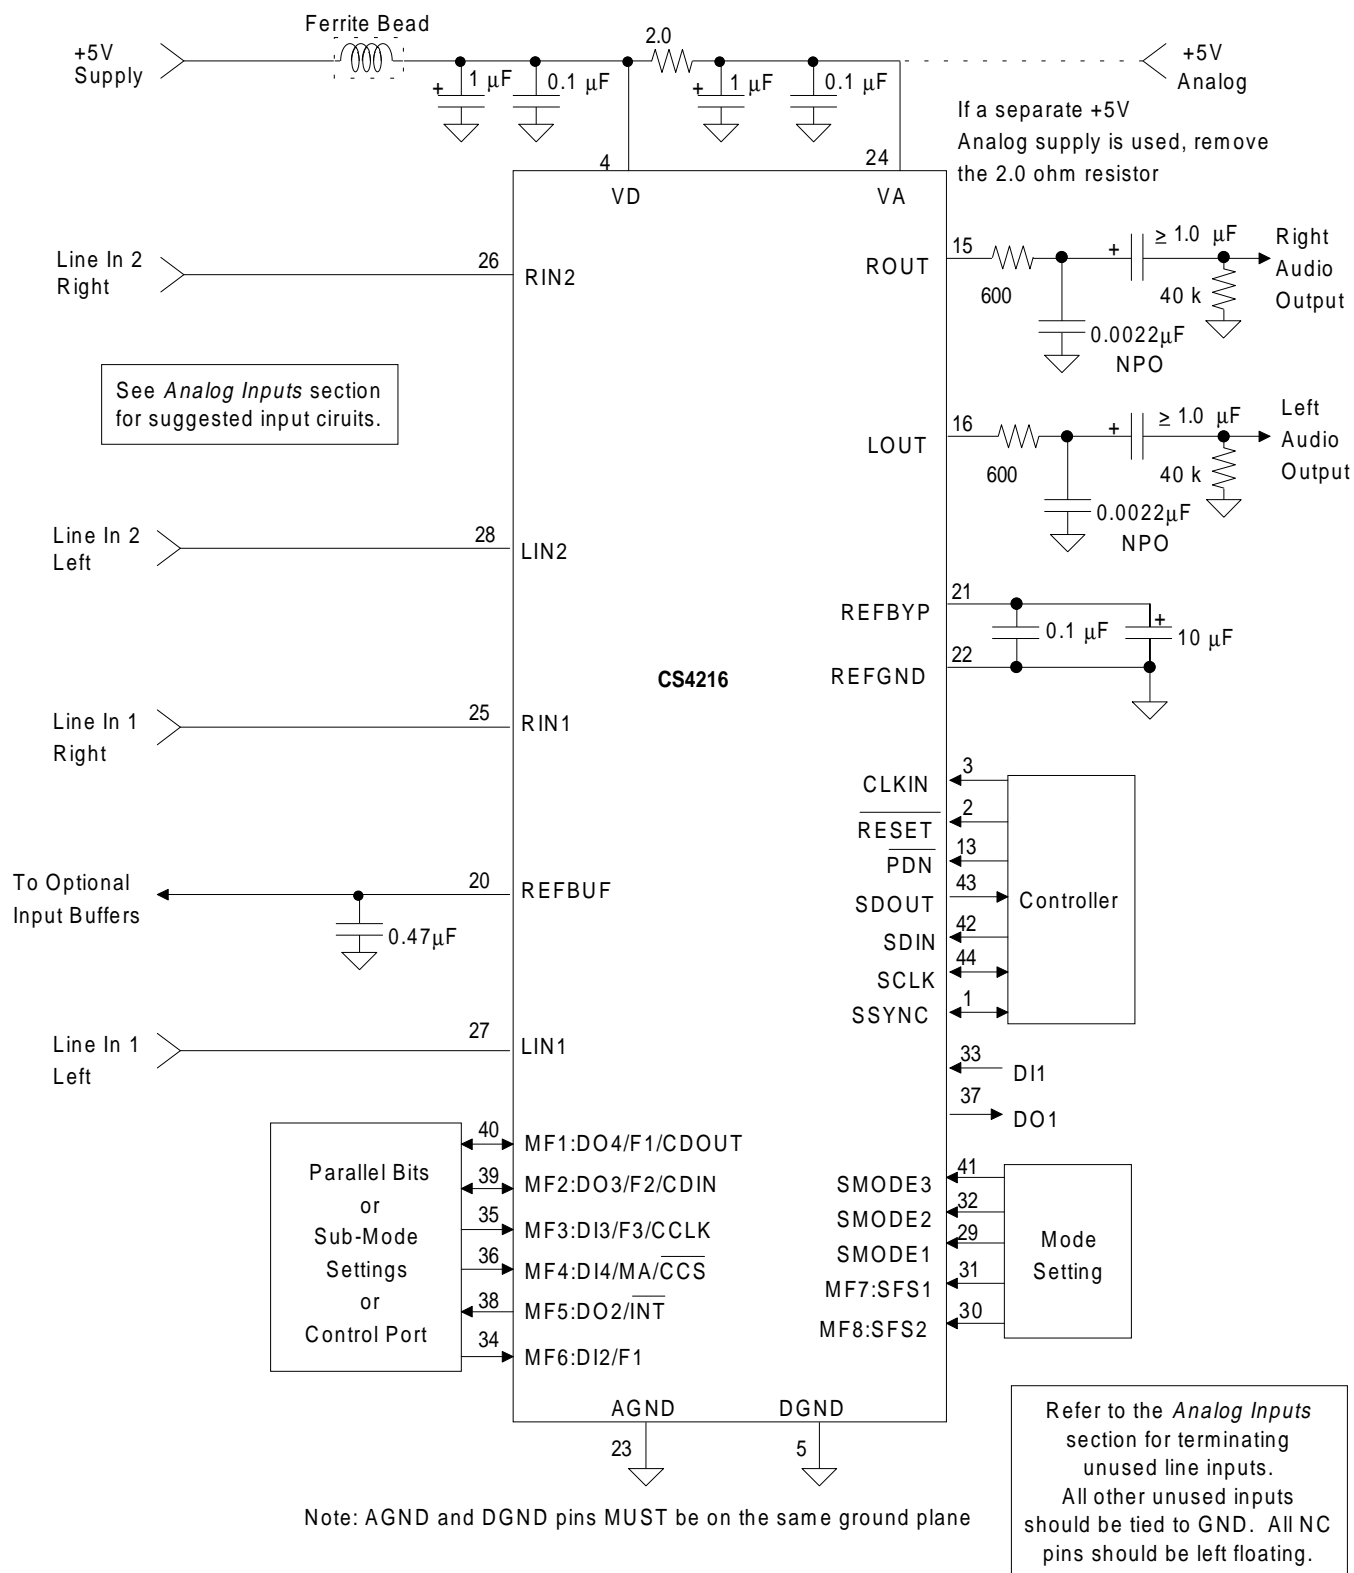 Ferrite Bead
+5V
Supply
2.0
+5V
Analog
+ 1 µF
0.1 µF
+ 1 µF
0.1 µF
If a separate +5V
Analog supply is used, remove
the 2.0 ohm resistor
4
24
VD
VA
Line In 2
Right
26
RIN2
ROUT
15
600
+
≥ 1.0 µF
40 k
Right
Audio
Output
0.0022µF
NPO
See Analog Inputs section
for suggested input ciruits.
LOUT
16
600
+
≥ 1.0 µF
40 k
Left
Audio
Output
0.0022µF
NPO
Line In 2
Left
28
LIN2
REFBYP
21
0.1 µF
+
10 µF
REFGND
22
CS4216
Line In 1
Right
25
RIN1
CLKIN
3
RESET
2
PDN
13
SDOUT
43
SDIN
42
SCLK
44
SSYNC
1
Controller
To Optional
Input Buffers
20
REFBUF
0.47µF
Line In 1
Left
27
LIN1
33
DI1
37
DO1
Parallel Bits
or
Sub-Mode
Settings
or
Control Port
40
MF1:DO4/F1/CDOUT
39
MF2:DO3/F2/CDIN
35
MF3:DI3/F3/CCLK
36
MF4:DI4/MA/CCS
38
MF5:DO2/INT
34
MF6:DI2/F1
SMODE3
41
SMODE2
32
SMODE1
29
MF7:SFS1
31
MF8:SFS2
30
Mode
Setting
AGND
DGND
23
5
Note: AGND and DGND pins MUST be on the same ground plane
Refer to the Analog Inputs
section for terminating
unused line inputs.
All other unused inputs
should be tied to GND. All NC
pins should be left floating.